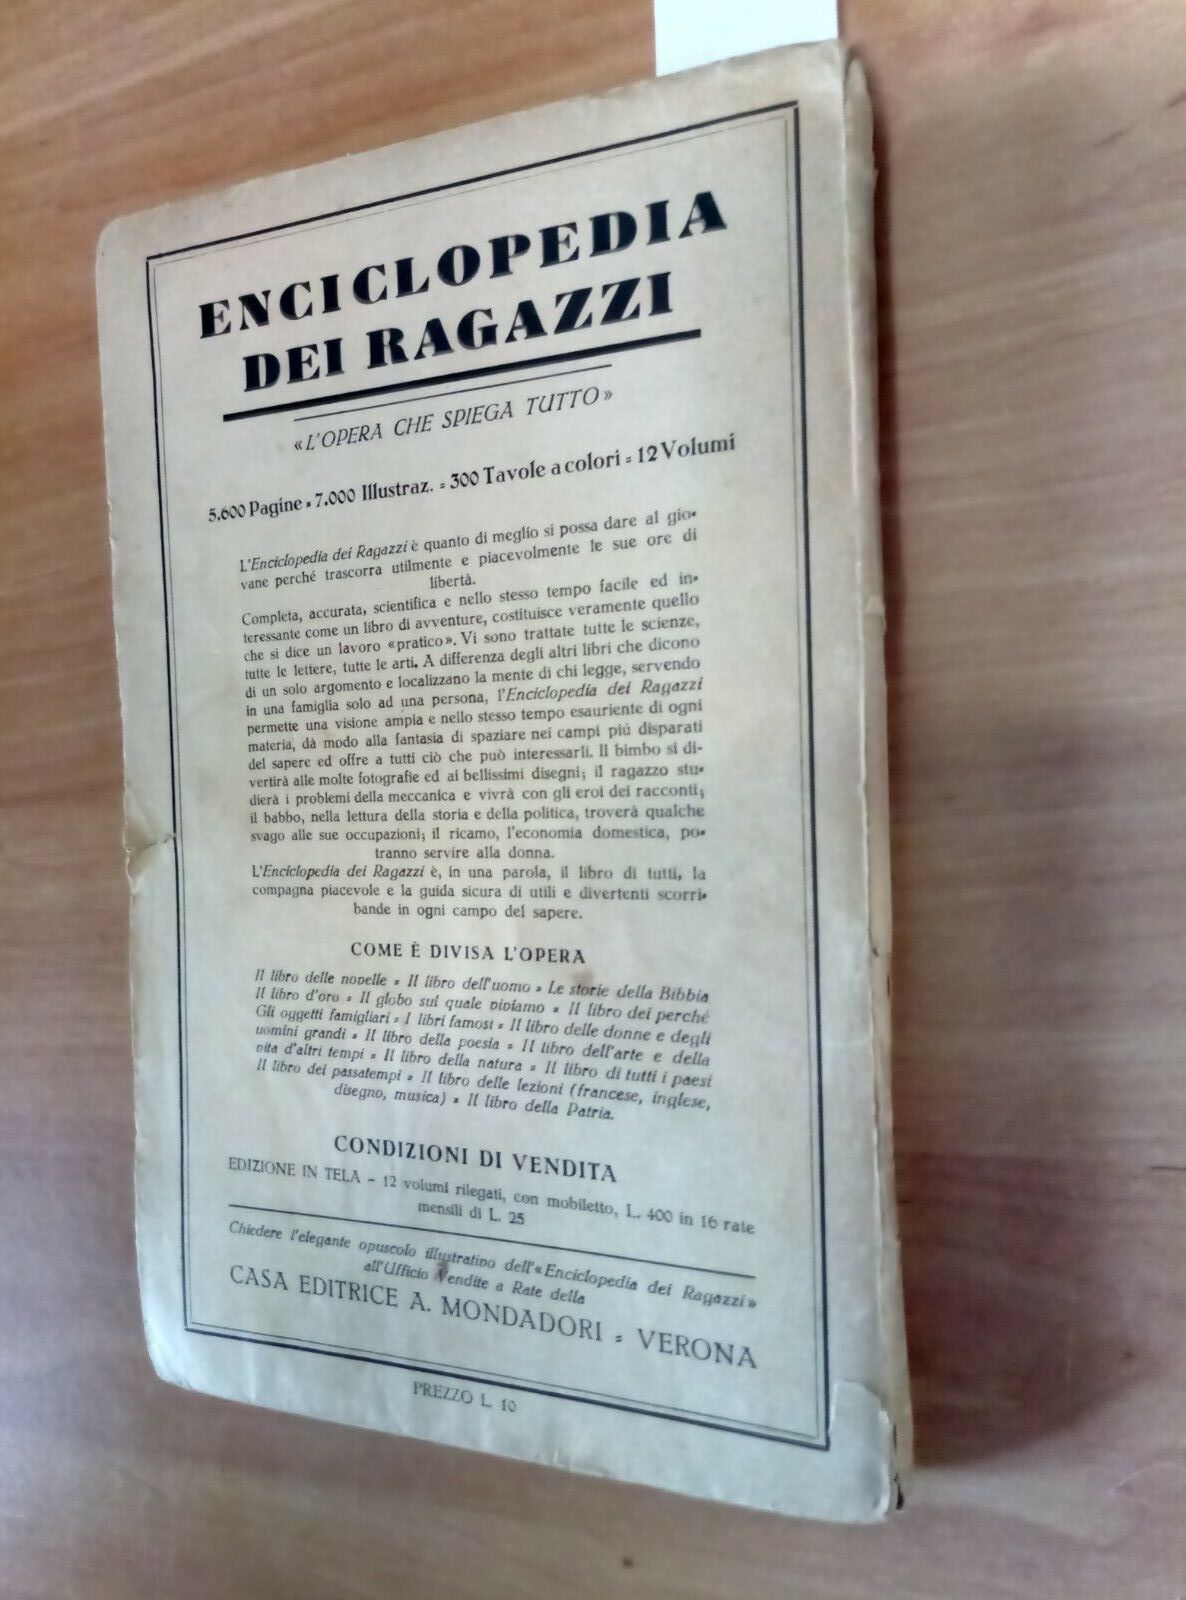 ENCICLOPEDIA
DEI RAGAZZI
«L'OPERA CHE SPIEGA TUTTO»
5.600 Pagine = 7.000 Illustraz. = 300 Tavole a colori = 12 Volumi
L'Enciclopedia dei Ragazzi è quanto di meglio si possa dare al gio=
vane perché trascorra utilmente e piacevolmente le sue ore di
libertà.
Completa, accurata, scientifica e nello stesso tempo facile ed in=
teressante come un libro di avventure, costituisce veramente quello
che si dice un lavoro «pratico». Vi sono trattate tutte le scienze,
tutte le lettere, tutte le arti. A differenza degli altri libri che dicono
di un solo argomento e localizzano la mente di chi legge, servendo
in una famiglia solo ad una persona, l'Enciclopedia dei Ragazzi
permette una visione ampia e nello stesso tempo esauriente di ogni
materia, dà modo alla fantasia di spaziare nei campi piú disparati
del sapere ed offre a tutti ciò che può interessarli. Il bimbo si di-
vertirà alle molte fotografie ed ai bellissimi disegni; il ragazzo stu=
dierà i problemi della meccanica e vivrà con gli eroi dei racconti;
il babbo, nella lettura della storia e della politica, troverà qualche
svago alle sue occupazioni; il ricamo, l'economia domestica, po=
tranno servire alla donna.
L'Enciclopedia dei Ragazzi è, in una parola, il libro di tutti, la
compagna piacevole e la guida sicura di utili e divertenti scorri=
bande in ogni campo del sapere.
COME È DIVISA L'OPERA
Il libro delle novelle = Il libro dell'uomo = Le storie della Bibbia
Il libro d'oro = Il globo sul quale viviamo = Il libro dei perché
Gli oggetti famigliari = I libri famosi = Il libro delle donne e degli
uomini grandi = Il libro della poesia = Il libro dell'arte e della
vita d'altri tempi = Il libro della natura = Il libro di tutti i paesi
Il libro dei passatempi = Il libro delle lezioni (francese, inglese,
disegno, musica) = Il libro della Patria.
CONDIZIONI DI VENDITA
EDIZIONE IN TELA - 12 volumi rilegati, con mobiletto, L. 400 in 16 rate
mensili di L. 25
Chiedere l'elegante opuscolo illustrativo dell'«Enciclopedia dei Ragazzi»
all'Ufficio Vendite a Rate della
CASA EDITRICE A. MONDADORI = VERONA
PREZZO L. 10